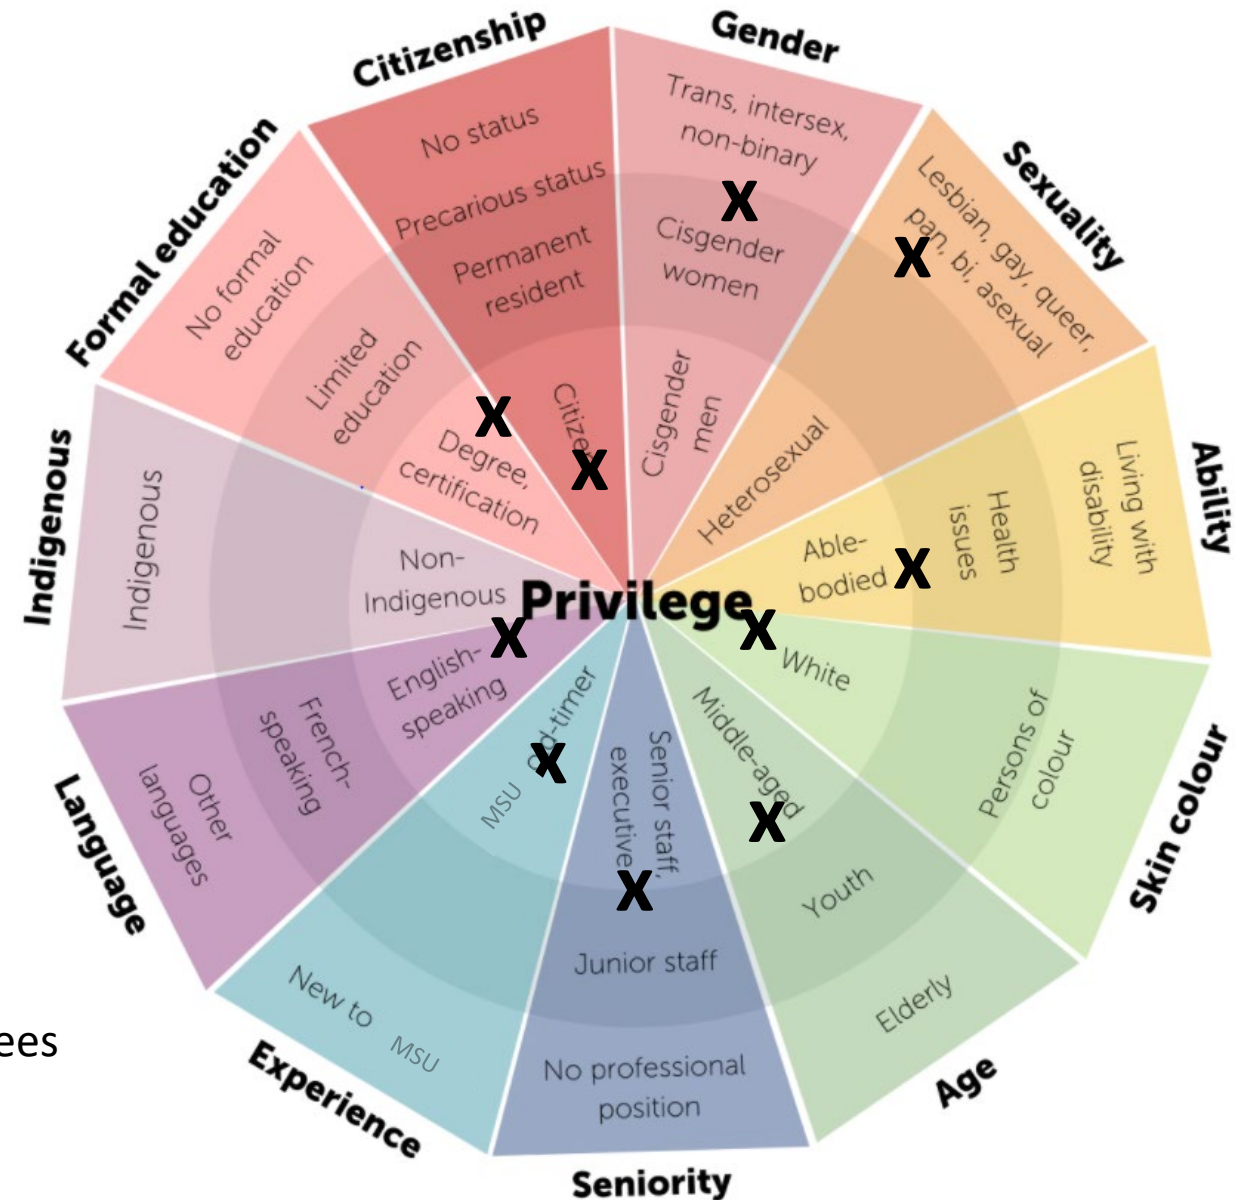 Citizenship
No status
Precarious status
Permanent
resident
Citizen
X
Gender
Trans, intersex,
non-binary
X
Cisgender
women
Cisgender
men
Sexuality
Lesbian, gay, queer,
pan, bi, asexual
X
Heterosexual
Ability
Living with
disability
Health
issues
Able-
bodied
X
Skin colour
Persons of
colour
White
X
Age
Elderly
Youth
Middle-aged
X
Seniority
No professional
position
Junior staff
Senior staff,
executive
X
Experience
New to
MSU
MSU old-timer
X
Language
Other
languages
French-
speaking
English-
speaking
X
Indigenous
Indigenous
Non-
Indigenous
Formal education
No formal
education
Limited
education
Degree,
certification
X
Privilege
ees